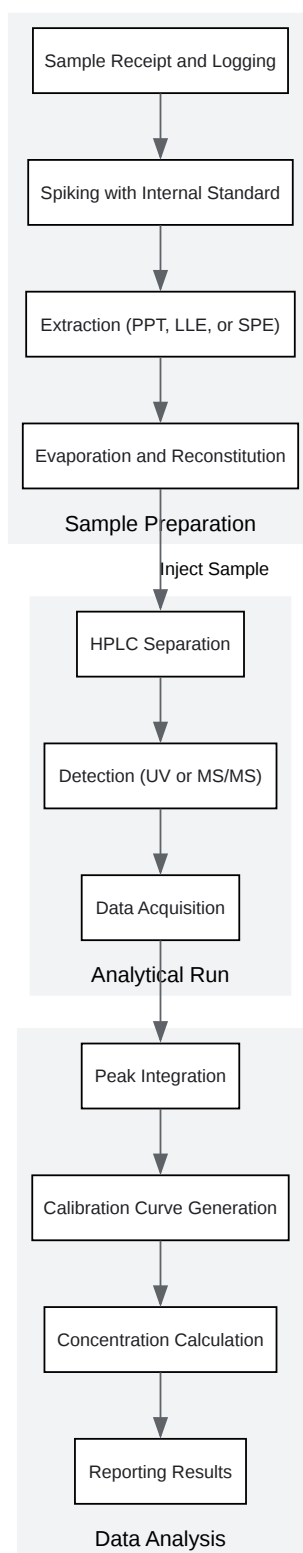 Sample Receipt and Logging
Spiking with Internal Standard
Extraction (PPT, LLE, or SPE)
Evaporation and Reconstitution
Sample Preparation
Inject Sample
HPLC Separation
Detection (UV or MS/MS)
Data Acquisition
Analytical Run
Peak Integration
Calibration Curve Generation
Concentration Calculation
Reporting Results
Data Analysis